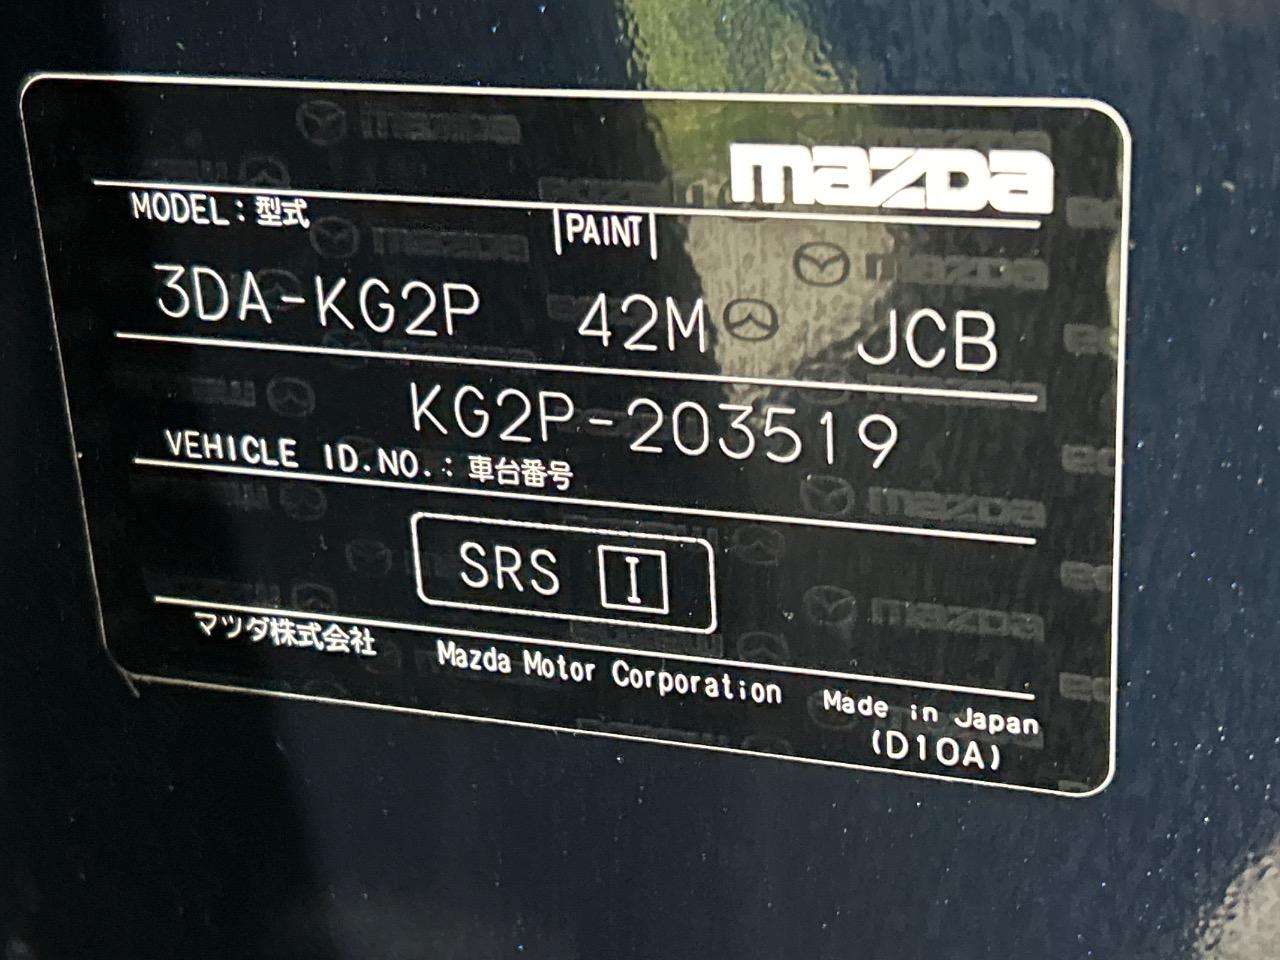 mazda
MODEL：型式 PAINT
3DA-KG2P 42M JCB
KG2P-203519
VEHICLE ID.NO.：車台番号
SRS I
マツダ株式会社 Mazda Motor Corporation Made in Japan
(D10A)